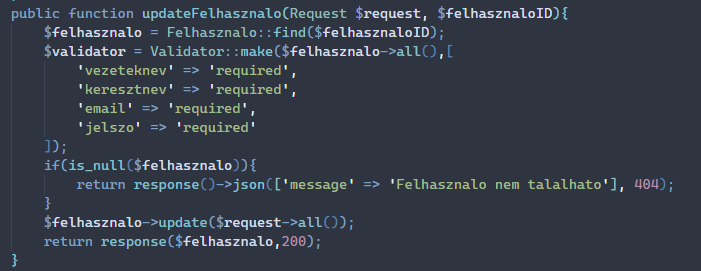 public function updateFelhasznalo(Request $request, $felhasznaloID){
$felhasznalo = Felhasznalo::find($felhasznaloID);
$validator = Validator::make($felhasznalo->all(),[
'vezeteknev' => 'required',
'keresztnev' => 'required',
'email' => 'required',
'jelszo' => 'required'
]);
if(is_null($felhasznalo)){
return response()->json(['message' => 'Felhasznalo nem talalhato'], 404);
}
$felhasznalo->update($request->all());
return response($felhasznalo,200);
}